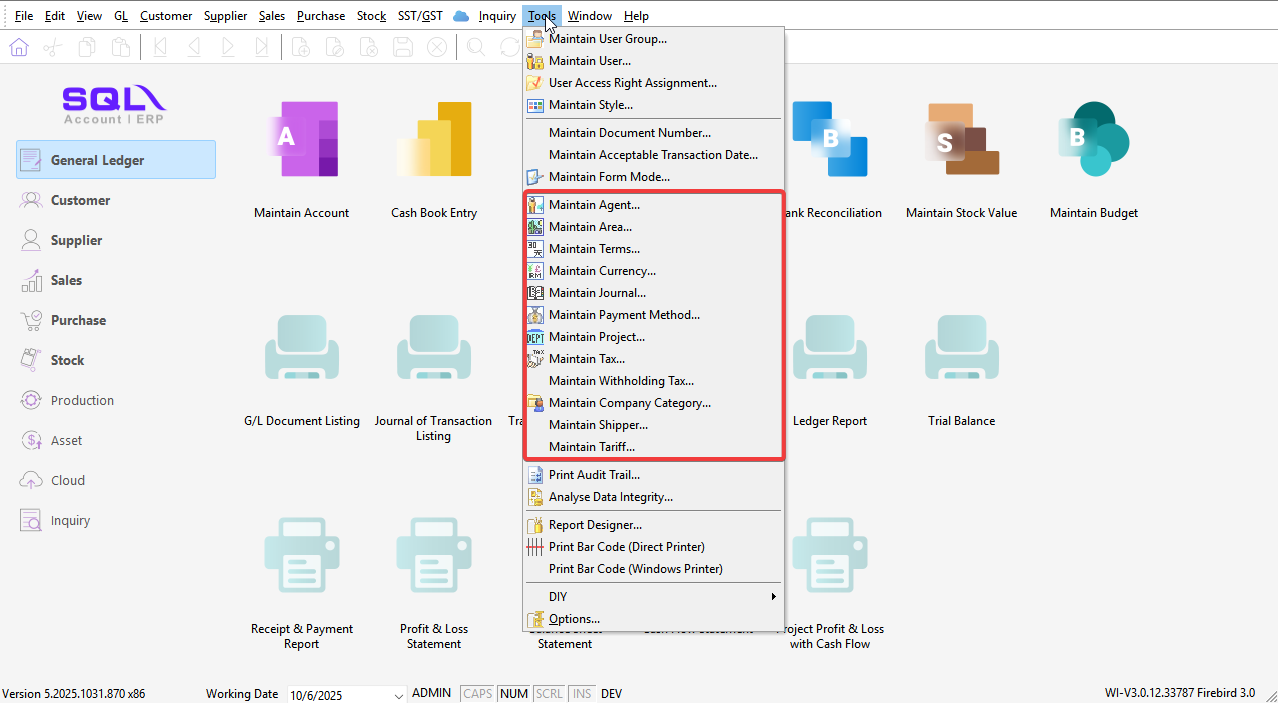 File Edit View GL Customer Supplier Sales Purchase Stock SST/GST Inquiry Tools Window Help
SQL
Account | ERP
General Ledger
Customer
Supplier
Sales
Purchase
Stock
Production
Asset
Cloud
Inquiry
Maintain User Group...
Maintain User...
User Access Right Assignment...
Maintain Style...
Maintain Document Number...
Maintain Acceptable Transaction Date...
Maintain Form Mode...
Maintain Agent...
Maintain Area...
Maintain Terms...
Maintain Currency...
Maintain Journal...
Maintain Payment Method...
Maintain Project...
Maintain Tax...
Maintain Withholding Tax...
Maintain Company Category...
Maintain Shipper...
Maintain Tariff...
Print Audit Trail...
Analyse Data Integrity...
Report Designer...
Print Bar Code (Direct Printer)
Print Bar Code (Windows Printer)
DIY
Options...
A
B
S
B
Maintain Account
Cash Book Entry
ank Reconciliation
Maintain Stock Value
Maintain Budget
G/L Document Listing
Journal of Transaction
Listing
Ledger Report
Trial Balance
Receipt & Payment
Report
Profit & Loss
Statement
Statement
Project Profit & Loss
with Cash Flow
Version 5.2025.1031.870 x86 Working Date 10/6/2025 ADMIN CAPS NUM SCRL INS DEV WI-V3.0.12.33787 Firebird 3.0